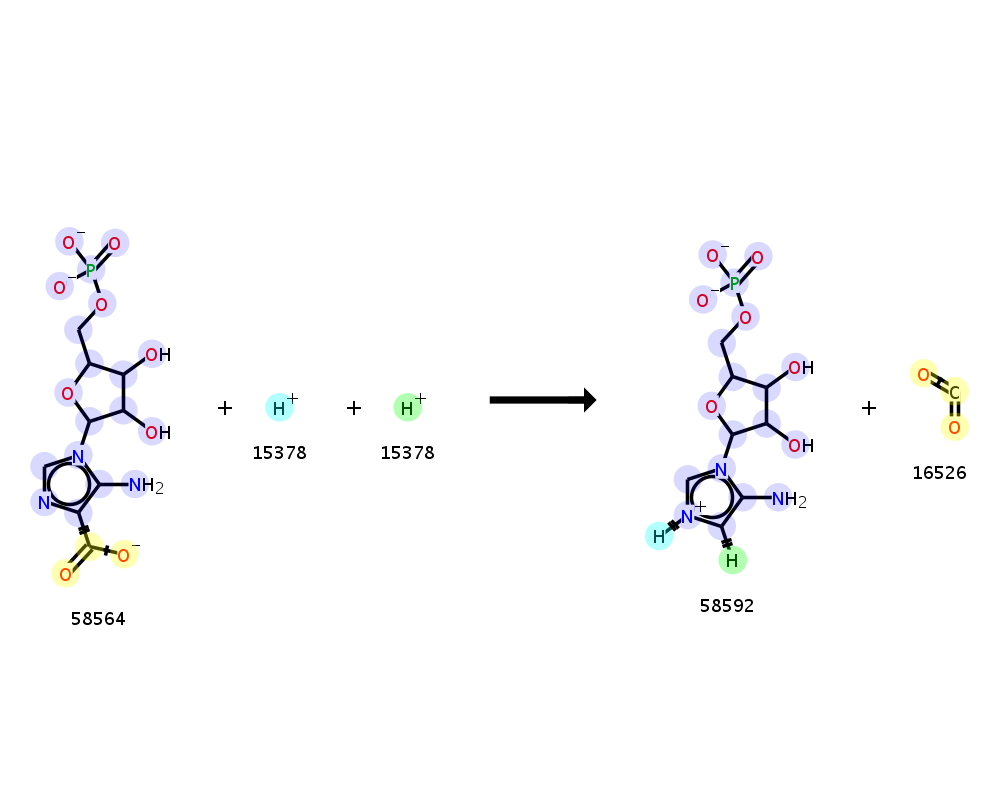 O⁻ O
P
O⁻
O
OH
O
OH
N
N NH₂
O O⁻
58564
+
H⁺
15378
+
H⁺
15378
O⁻ O
P
O⁻
O
OH
O
OH
N
N⁺ NH₂
H
H
58592
+
O
C
O
16526